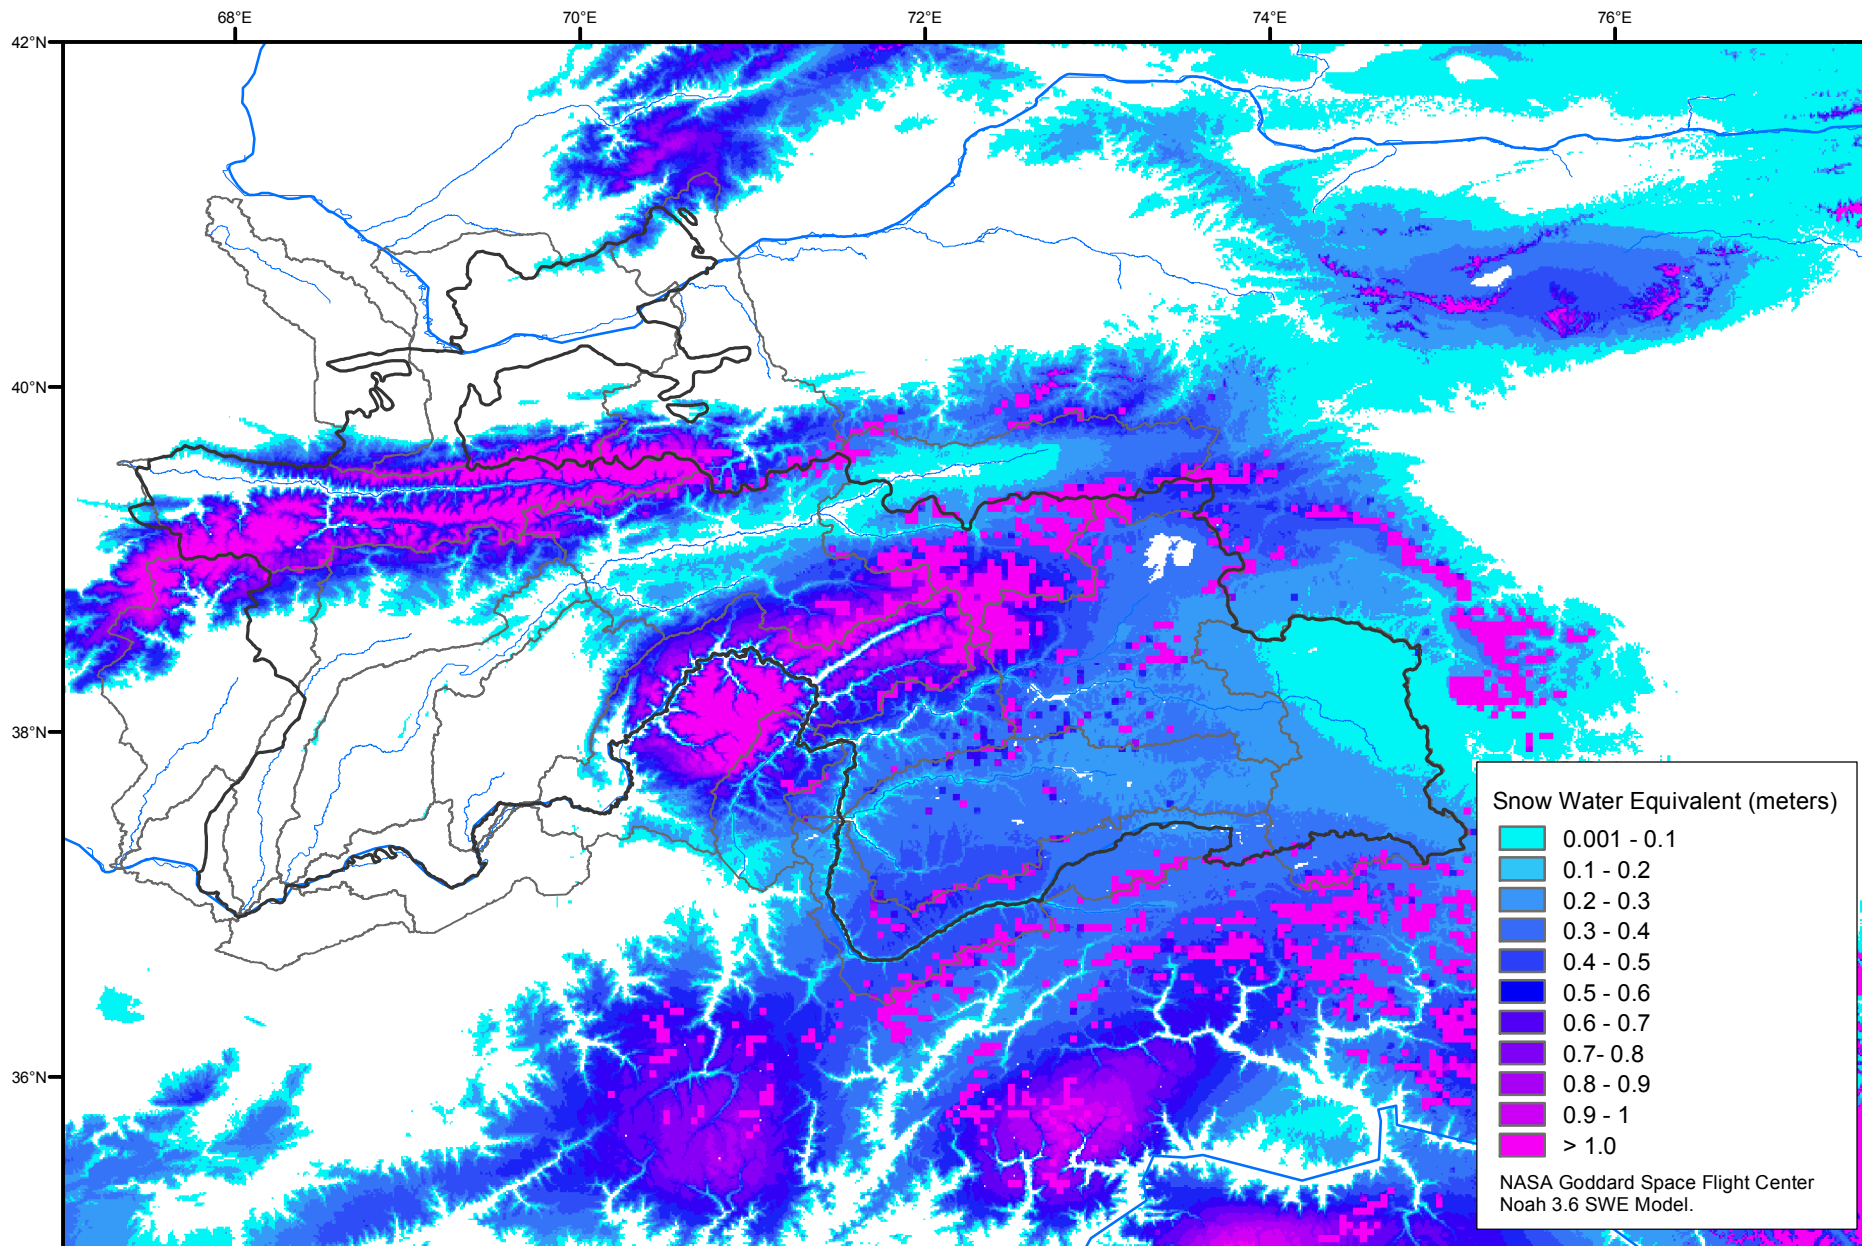 68°E 70°E 72°E 74°E 76°E
42°N
40°N
38°N
36°N
Snow Water Equivalent (meters)
0.001 - 0.1
0.1 - 0.2
0.2 - 0.3
0.3 - 0.4
0.4 - 0.5
0.5 - 0.6
0.6 - 0.7
0.7- 0.8
0.8 - 0.9
0.9 - 1
> 1.0
NASA Goddard Space Flight Center
Noah 3.6 SWE Model.